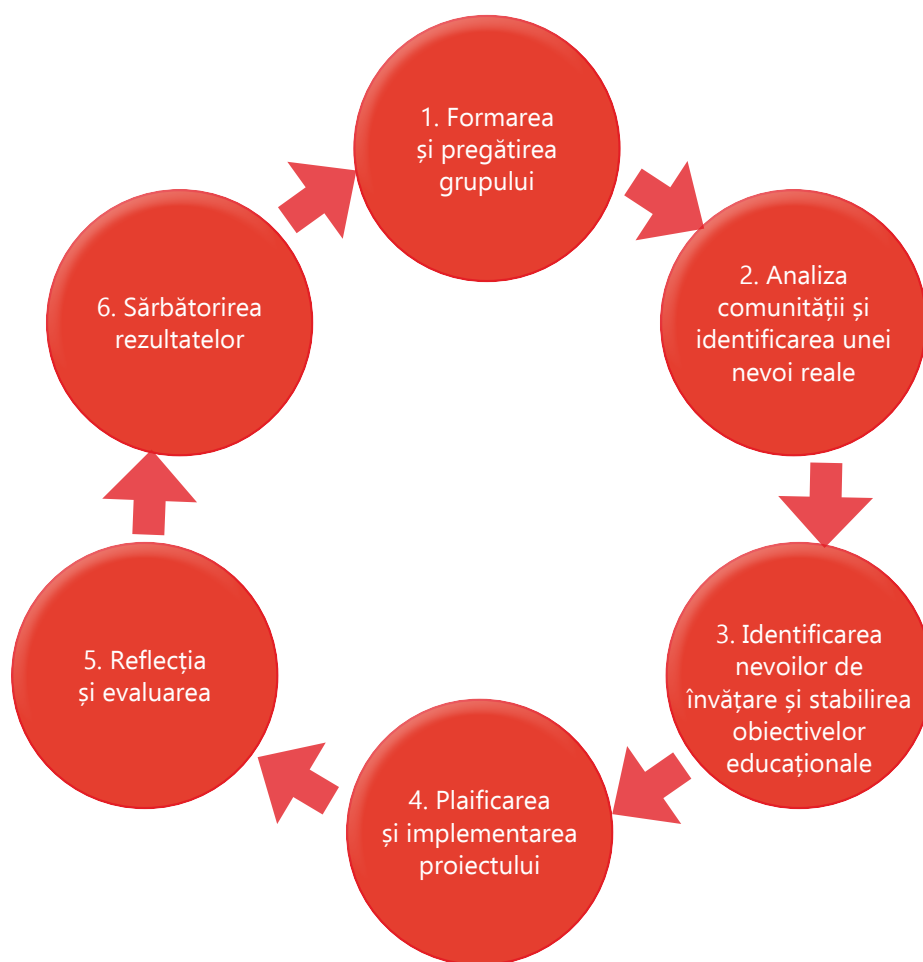 1. Formarea
și pregătirea
grupului
2. Analiza
comunității și
identificarea unei
nevoi reale
3. Identificarea
nevoilor de
învățare și stabilirea
obiectivelor
educaționale
4. Plaificarea
și implementarea
proiectului
5. Reflecția
și evaluarea
6. Sărbătorirea
rezultatelor